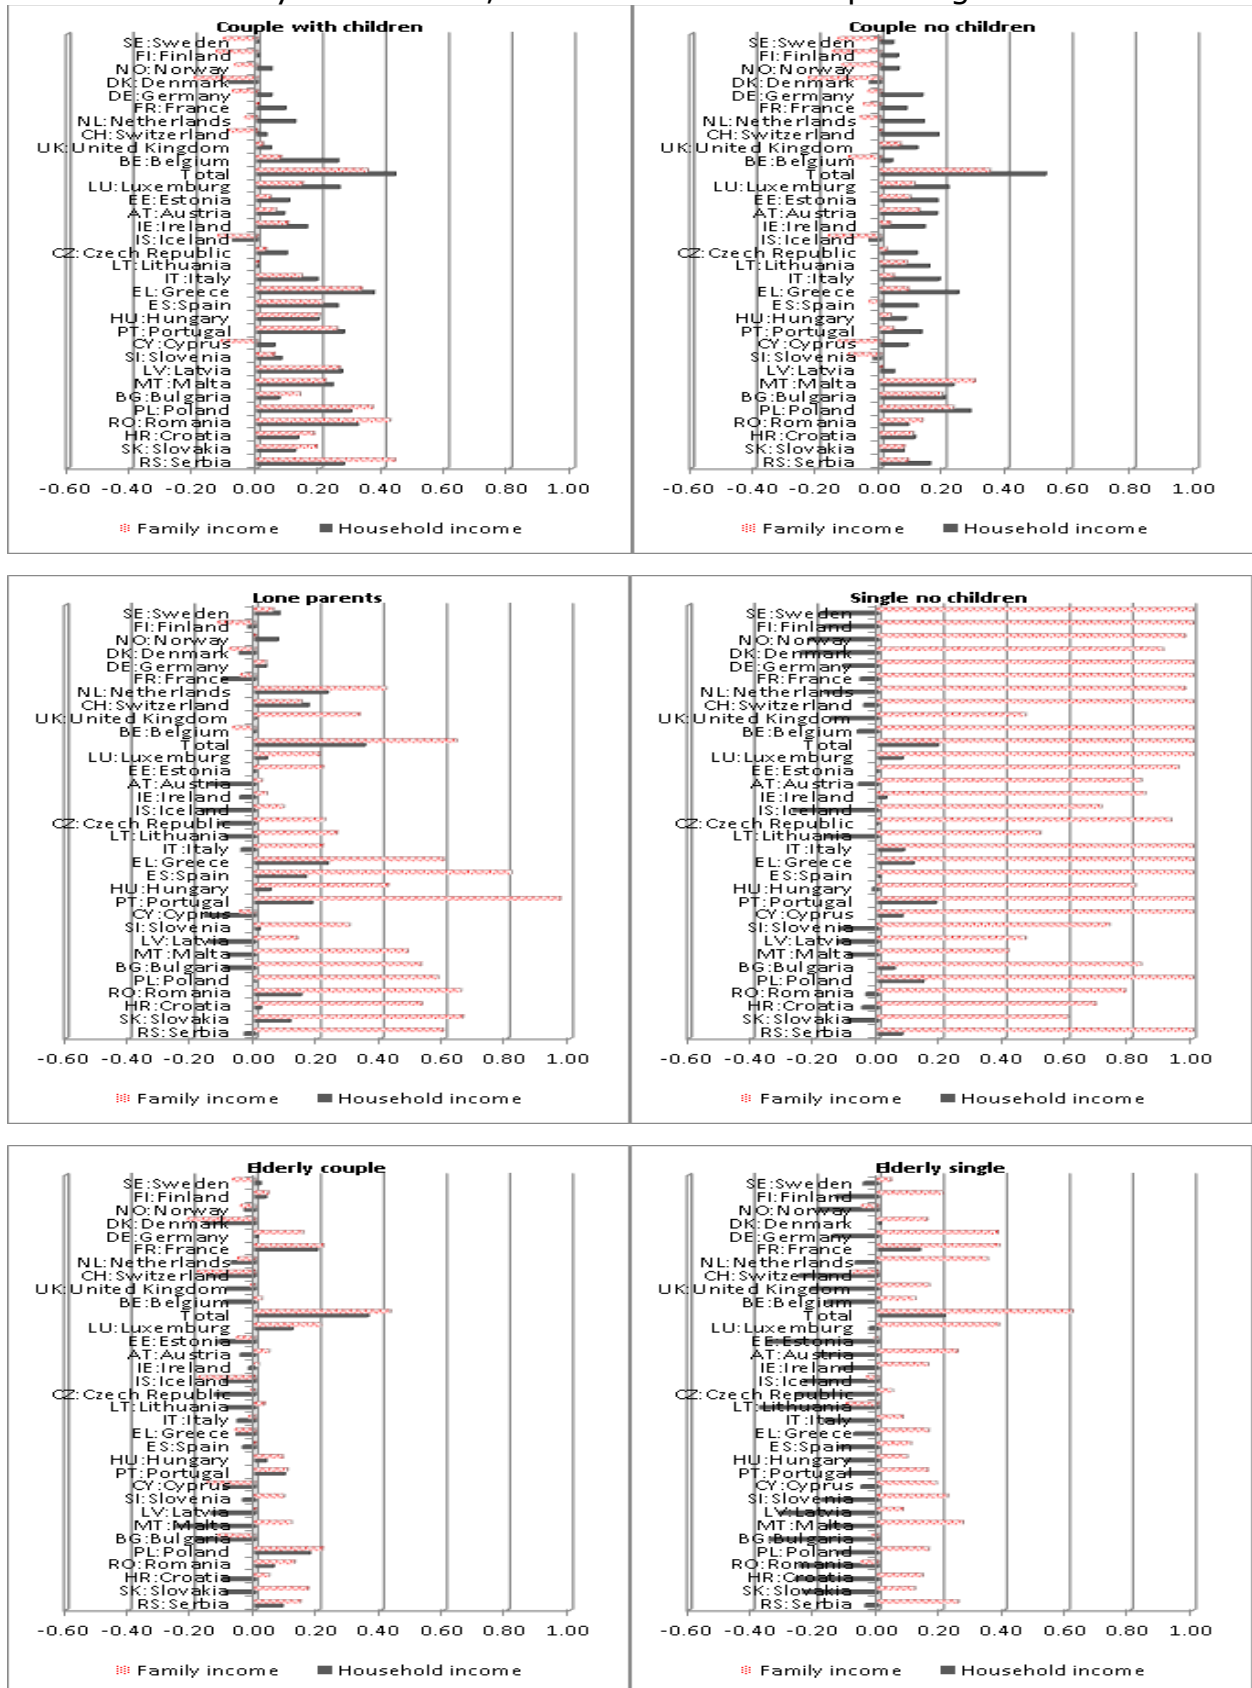 Couple with children
SE:Sweden
FI:Finland
NO:Norway
DK:Denmark
DE:Germany
FR:France
NL:Netherlands
CH:Switzerland
UK:United Kingdom
BE:Belgium
Total
LU:Luxemburg
EE:Estonia
AT:Austria
IE:Ireland
IS:Iceland
CZ:Czech Republic
LT:Lithuania
IT:Italy
EL:Greece
ES:Spain
HU:Hungary
PT:Portugal
CY:Cyprus
SI:Slovenia
LV:Latvia
MT:Malta
BG:Bulgaria
PL:Poland
RO:Romania
HR:Croatia
SK:Slovakia
RS:Serbia
-0.60 -0.40 -0.20 0.00 0.20 0.40 0.60 0.80 1.00
Family income Household income
Couple no children
SE:Sweden
FI:Finland
NO:Norway
DK:Denmark
DE:Germany
FR:France
NL:Netherlands
CH:Switzerland
UK:United Kingdom
BE:Belgium
Total
LU:Luxemburg
EE:Estonia
AT:Austria
IE:Ireland
IS:Iceland
CZ:Czech Republic
LT:Lithuania
IT:Italy
EL:Greece
ES:Spain
HU:Hungary
PT:Portugal
CY:Cyprus
SI:Slovenia
LV:Latvia
MT:Malta
BG:Bulgaria
PL:Poland
RO:Romania
HR:Croatia
SK:Slovakia
RS:Serbia
-0.60 -0.40 -0.20 0.00 0.20 0.40 0.60 0.80 1.00
Family income Household income
Lone parents
SE:Sweden
FI:Finland
NO:Norway
DK:Denmark
DE:Germany
FR:France
NL:Netherlands
CH:Switzerland
UK:United Kingdom
BE:Belgium
Total
LU:Luxemburg
EE:Estonia
AT:Austria
IE:Ireland
IS:Iceland
CZ:Czech Republic
LT:Lithuania
IT:Italy
EL:Greece
ES:Spain
HU:Hungary
PT:Portugal
CY:Cyprus
SI:Slovenia
LV:Latvia
MT:Malta
BG:Bulgaria
PL:Poland
RO:Romania
HR:Croatia
SK:Slovakia
RS:Serbia
-0.60 -0.40 -0.20 0.00 0.20 0.40 0.60 0.80 1.00
Family income Household income
Single no children
SE:Sweden
FI:Finland
NO:Norway
DK:Denmark
DE:Germany
FR:France
NL:Netherlands
CH:Switzerland
UK:United Kingdom
BE:Belgium
Total
LU:Luxemburg
EE:Estonia
AT:Austria
IE:Ireland
IS:Iceland
CZ:Czech Republic
LT:Lithuania
IT:Italy
EL:Greece
ES:Spain
HU:Hungary
PT:Portugal
CY:Cyprus
SI:Slovenia
LV:Latvia
MT:Malta
BG:Bulgaria
PL:Poland
RO:Romania
HR:Croatia
SK:Slovakia
RS:Serbia
-0.60 -0.40 -0.20 0.00 0.20 0.40 0.60 0.80 1.00
Family income Household income
Elderly couple
SE:Sweden
FI:Finland
NO:Norway
DK:Denmark
DE:Germany
FR:France
NL:Netherlands
CH:Switzerland
UK:United Kingdom
BE:Belgium
Total
LU:Luxemburg
EE:Estonia
AT:Austria
IE:Ireland
IS:Iceland
CZ:Czech Republic
LT:Lithuania
IT:Italy
EL:Greece
ES:Spain
HU:Hungary
PT:Portugal
CY:Cyprus
SI:Slovenia
LV:Latvia
MT:Malta
BG:Bulgaria
PL:Poland
RO:Romania
HR:Croatia
SK:Slovakia
RS:Serbia
-0.60 -0.40 -0.20 0.00 0.20 0.40 0.60 0.80 1.00
Family income Household income
Elderly single
SE:Sweden
FI:Finland
NO:Norway
DK:Denmark
DE:Germany
FR:France
NL:Netherlands
CH:Switzerland
UK:United Kingdom
BE:Belgium
Total
LU:Luxemburg
EE:Estonia
AT:Austria
IE:Ireland
IS:Iceland
CZ:Czech Republic
LT:Lithuania
IT:Italy
EL:Greece
ES:Spain
HU:Hungary
PT:Portugal
CY:Cyprus
SI:Slovenia
LV:Latvia
MT:Malta
BG:Bulgaria
PL:Poland
RO:Romania
HR:Croatia
SK:Slovakia
RS:Serbia
-0.60 -0.40 -0.20 0.00 0.20 0.40 0.60 0.80 1.00
Family income Household income